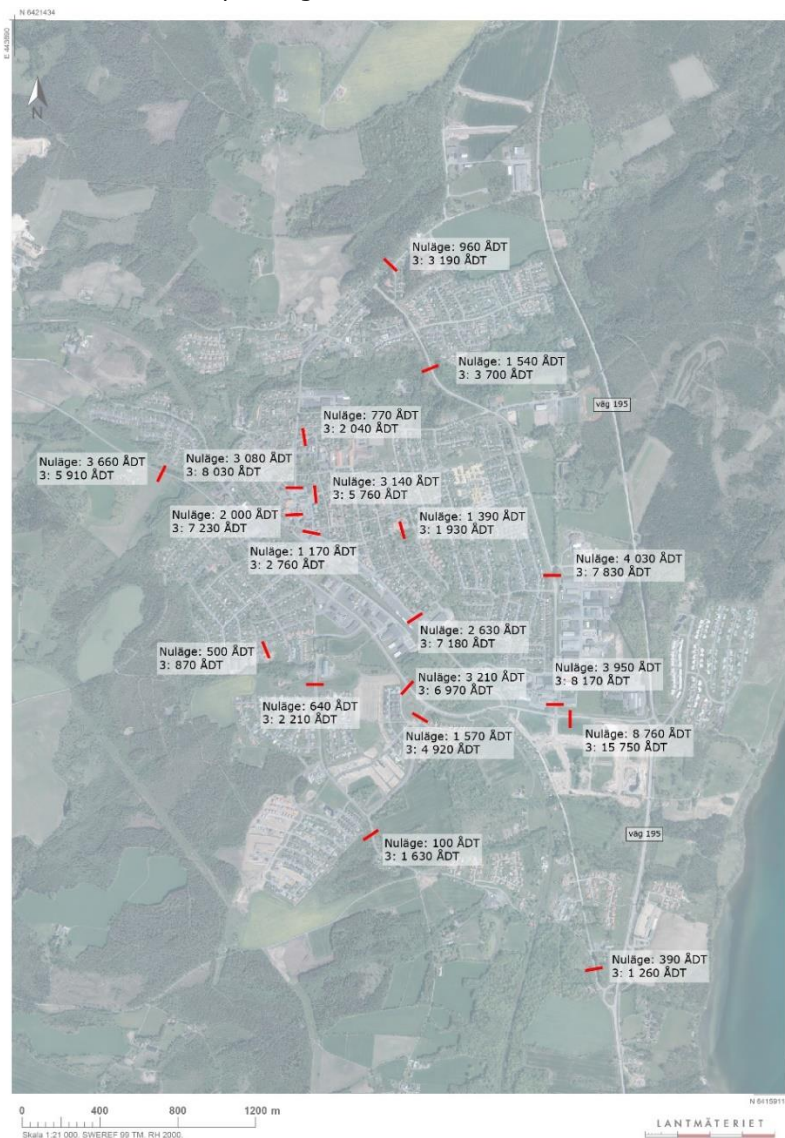 N 6421434
E 443590
N
Nuläge: 960 ÅDT
3: 3 190 ÅDT
Nuläge: 1 540 ÅDT
3: 3 700 ÅDT
väg 195
Nuläge: 770 ÅDT
3: 2 040 ÅDT
Nuläge: 3 660 ÅDT
3: 5 910 ÅDT
Nuläge: 3 080 ÅDT
3: 8 030 ÅDT
Nuläge: 3 140 ÅDT
3: 5 760 ÅDT
Nuläge: 2 000 ÅDT
3: 7 230 ÅDT
Nuläge: 1 390 ÅDT
3: 1 930 ÅDT
Nuläge: 1 170 ÅDT
3: 2 760 ÅDT
Nuläge: 4 030 ÅDT
3: 7 830 ÅDT
Nuläge: 2 630 ÅDT
3: 7 180 ÅDT
Nuläge: 500 ÅDT
3: 870 ÅDT
Nuläge: 3 950 ÅDT
3: 8 170 ÅDT
Nuläge: 3 210 ÅDT
3: 6 970 ÅDT
Nuläge: 640 ÅDT
3: 2 210 ÅDT
Nuläge: 1 570 ÅDT
3: 4 920 ÅDT
Nuläge: 8 760 ÅDT
3: 15 750 ÅDT
väg 195
Nuläge: 100 ÅDT
3: 1 630 ÅDT
Nuläge: 390 ÅDT
3: 1 260 ÅDT
N 6415911
0 400 800 1200 m
Skala 1:21 000, SWEREF 99 TM, RH 2000.
LANTMÄTERIET